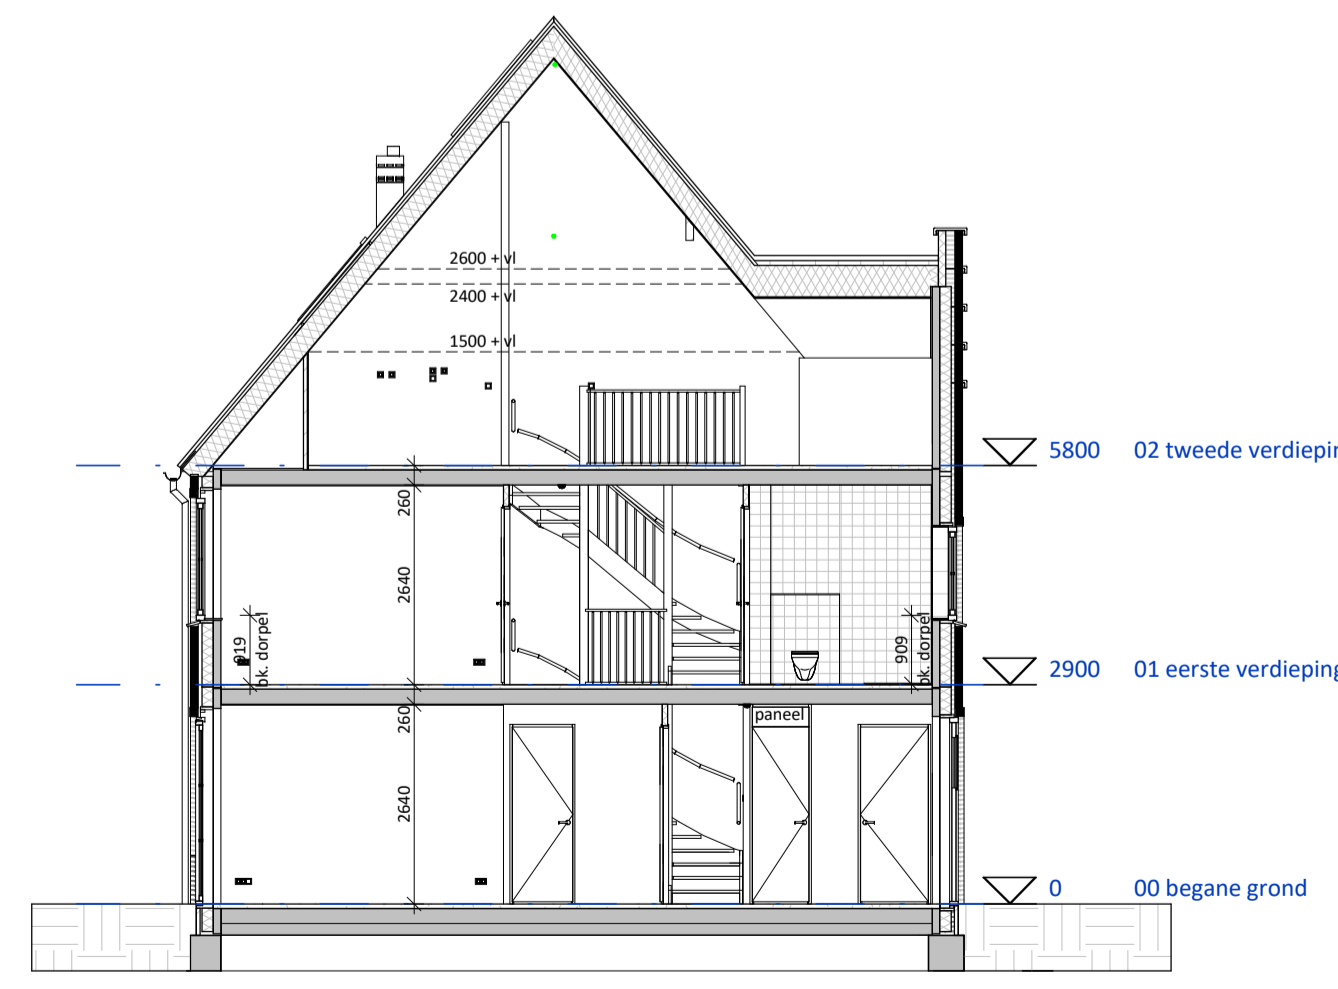 2600 + vl
2400 + vl
1500 + vl
5800 02 tweede verdiepin
260
2640
919
bk. dorpel
909
bk. dorpel
2900 01 eerste verdieping
260
paneel
2640
0 00 begane grond